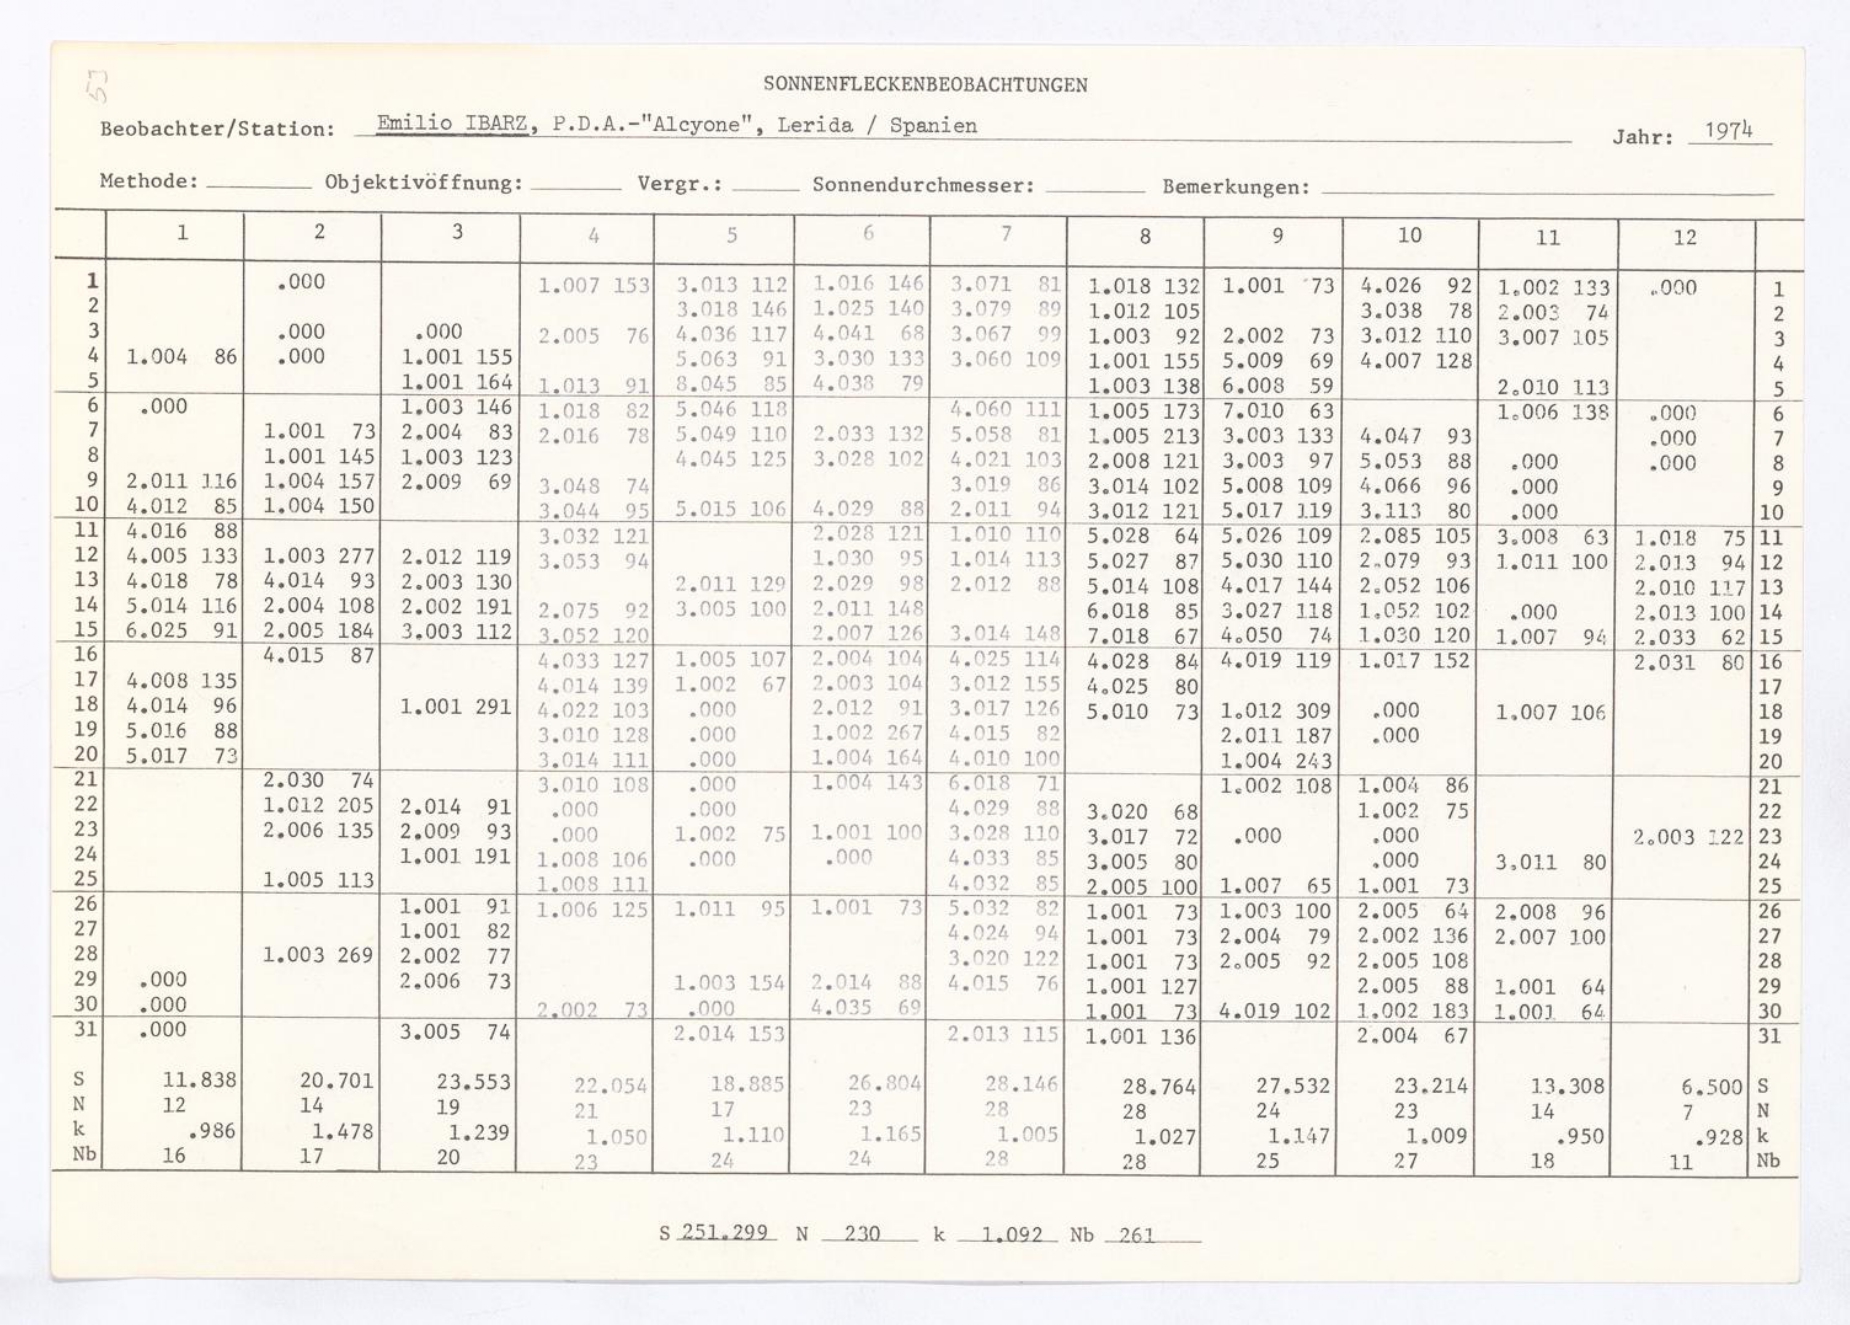 53
SONNENFLECKENBEOBACHTUNGEN
Beobachter/Station: Emilio IBARZ, P.D.A.-"Alcyone", Lerida / Spanien Jahr: 1974
Methode: Objektivöffnung: Vergr.: Sonnendurchmesser: Bemerkungen:
1 2 3 4 5 6 7 8 9 10 11 12
1 .000 1.007 153 3.013 112 1.016 146 3.071 81 1.018 132 1.001 73 4.026 92 1.002 133 .000 1
2 3.018 146 1.025 140 3.079 89 1.012 105 3.038 78 2.003 74 2
3 .000 .000 2.005 76 4.036 117 4.041 68 3.067 99 1.003 92 2.002 73 3.012 110 3.007 105 3
4 1.004 86 .000 1.001 155 5.063 91 3.030 133 3.060 109 1.001 155 5.009 69 4.007 128 4
5 1.001 164 1.013 91 8.045 85 4.038 79 1.003 138 6.008 59 2.010 113 5
6 .000 1.003 146 1.018 82 5.046 118 4.060 111 1.005 173 7.010 63 1.006 138 .000 6
7 1.001 73 2.004 83 2.016 78 5.049 110 2.033 132 5.058 81 1.005 213 3.003 133 4.047 93 .000 7
8 1.001 145 1.003 123 4.045 125 3.028 102 4.021 103 2.008 121 3.003 97 5.053 88 .000 .000 8
9 2.011 116 1.004 157 2.009 69 3.048 74 3.019 86 3.014 102 5.008 109 4.066 96 .000 9
10 4.012 85 1.004 150 3.044 95 5.015 106 4.029 88 2.011 94 3.012 121 5.017 119 3.113 80 .000 10
11 4.016 88 3.032 121 2.028 121 1.010 110 5.028 64 5.026 109 2.085 105 3.008 63 1.018 75 11
12 4.005 133 1.003 277 2.012 119 3.053 94 1.030 95 1.014 113 5.027 87 5.030 110 2.079 93 1.011 100 2.013 94 12
13 4.018 78 4.014 93 2.003 130 2.011 129 2.029 98 2.012 88 5.014 108 4.017 144 2.052 106 2.010 117 13
14 5.014 116 2.004 108 2.002 191 2.075 92 3.005 100 2.011 148 6.018 85 3.027 118 1.052 102 .000 2.013 100 14
15 6.025 91 2.005 184 3.003 112 3.052 120 2.007 126 3.014 148 7.018 67 4.050 74 1.030 120 1.007 94 2.033 62 15
16 4.015 87 4.033 127 1.005 107 2.004 104 4.025 114 4.028 84 4.019 119 1.017 152 2.031 80 16
17 4.008 135 4.014 139 1.002 67 2.003 104 3.012 155 4.025 80 17
18 4.014 96 1.001 291 4.022 103 .000 2.012 91 3.017 126 5.010 73 1.012 309 .000 1.007 106 18
19 5.016 88 3.010 128 .000 1.002 267 4.015 82 2.011 187 .000 19
20 5.017 73 3.014 111 .000 1.004 164 4.010 100 1.004 243 20
21 2.030 74 3.010 108 .000 1.004 143 6.018 71 1.002 108 1.004 86 21
22 1.012 205 2.014 91 .000 .000 4.029 88 3.020 68 1.002 75 22
23 2.006 135 2.009 93 .000 1.002 75 1.001 100 3.028 110 3.017 72 .000 .000 2.003 122 23
24 1.001 191 1.008 106 .000 .000 4.033 85 3.005 80 .000 3.011 80 24
25 1.005 113 1.008 111 4.032 85 2.005 100 1.007 65 1.001 73 25
26 1.001 91 1.006 125 1.011 95 1.001 73 5.032 82 1.001 73 1.003 100 2.005 64 2.008 96 26
27 1.001 82 4.024 94 1.001 73 2.004 79 2.002 136 2.007 100 27
28 1.003 269 2.002 77 3.020 122 1.001 73 2.005 92 2.005 108 28
29 .000 2.006 73 1.003 154 2.014 88 4.015 76 1.001 127 2.005 88 1.001 64 29
30 .000 2.002 73 .000 4.035 69 1.001 73 4.019 102 1.002 183 1.001 64 30
31 .000 3.005 74 2.014 153 2.013 115 1.001 136 2.004 67 31
S 11.838 20.701 23.553 22.054 18.885 26.804 28.146 28.764 27.532 23.214 13.308 6.500 S
N 12 14 19 21 17 23 28 28 24 23 14 7 N
k .986 1.478 1.239 1.050 1.110 1.165 1.005 1.027 1.147 1.009 .950 .928 k
Nb 16 17 20 23 24 24 28 28 25 27 18 11 Nb
S 251.299 N 230 k 1.092 Nb 261